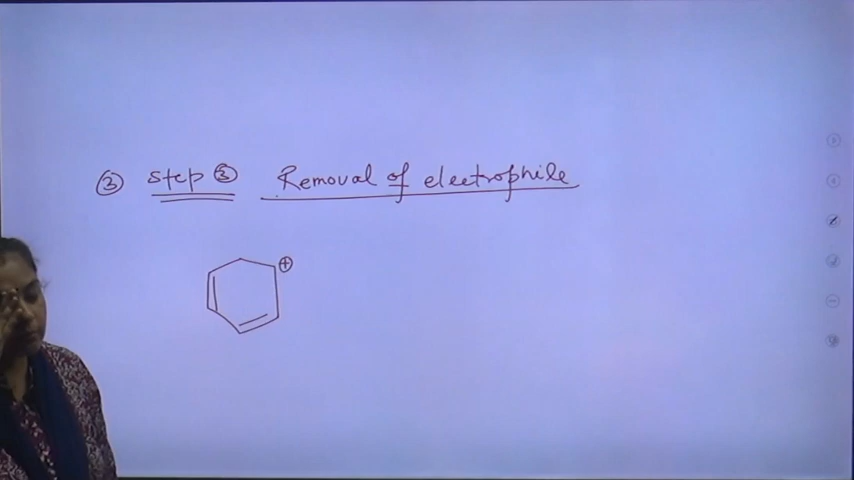 ③ Step ③ Removal of electrophile
⊕